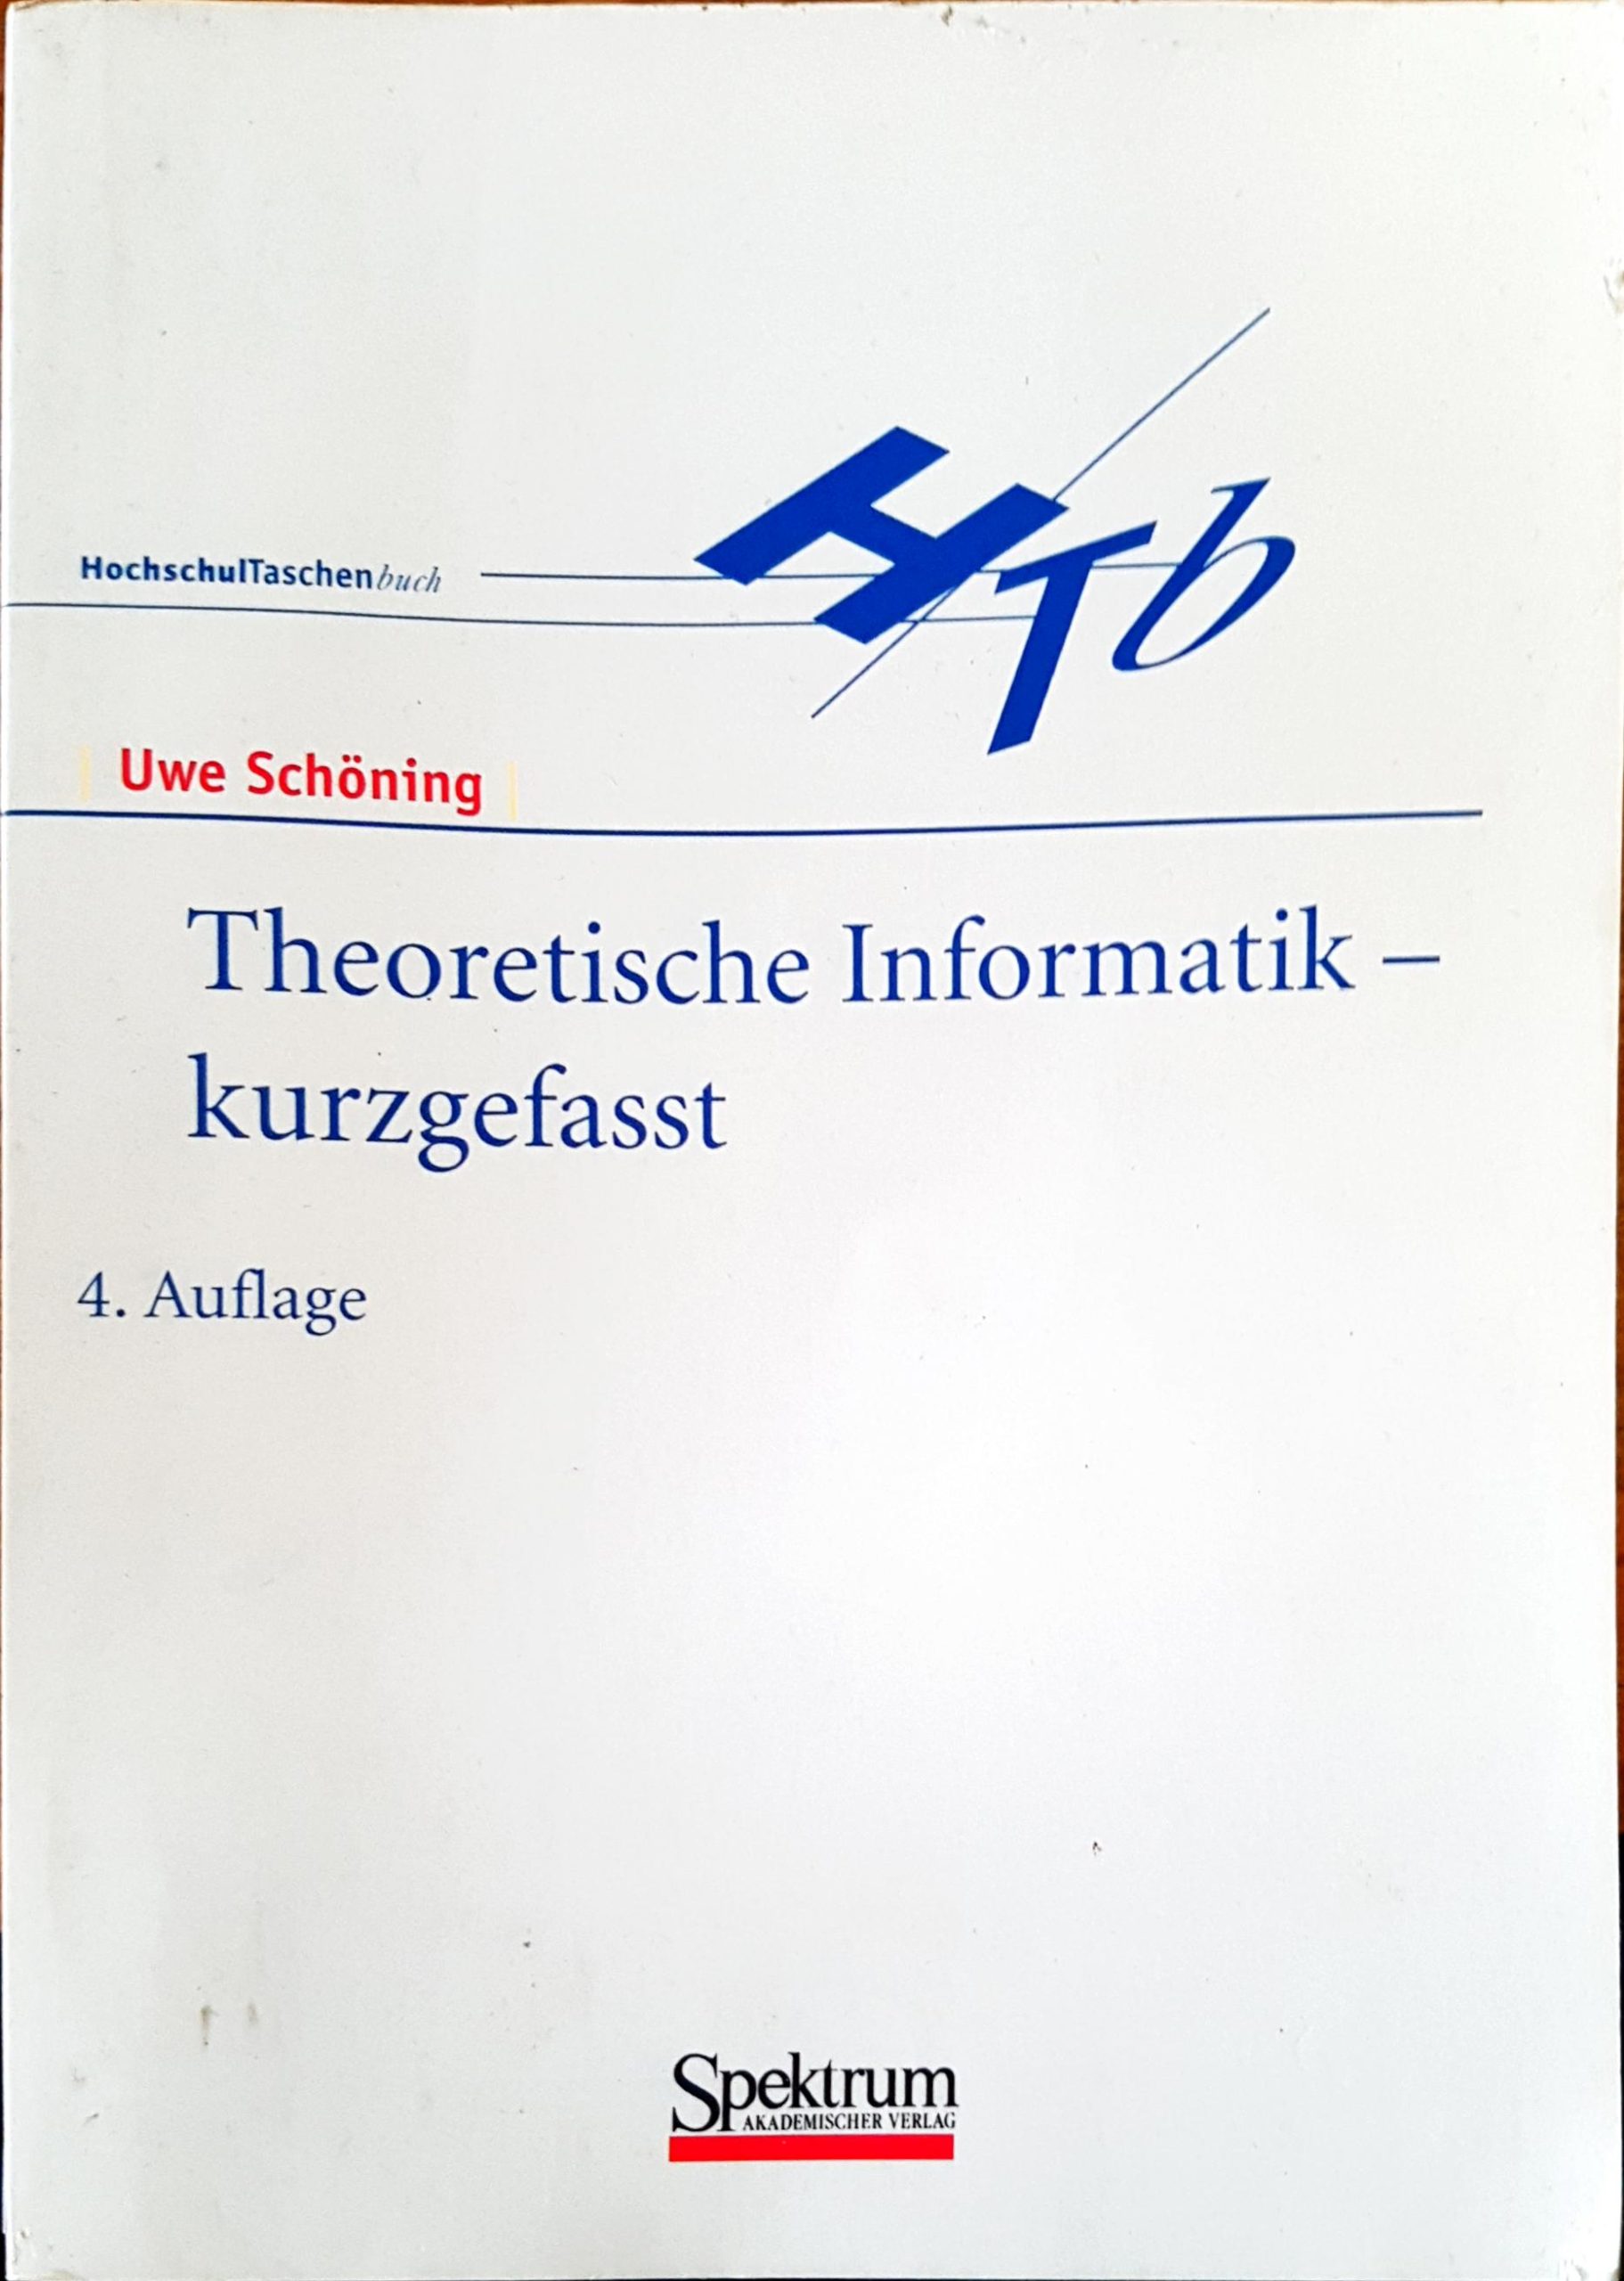 HTb
HochschulTaschenbuch
Uwe Schöning
Theoretische Informatik –
kurzgefasst
4. Auflage
Spektrum
AKADEMISCHER VERLAG